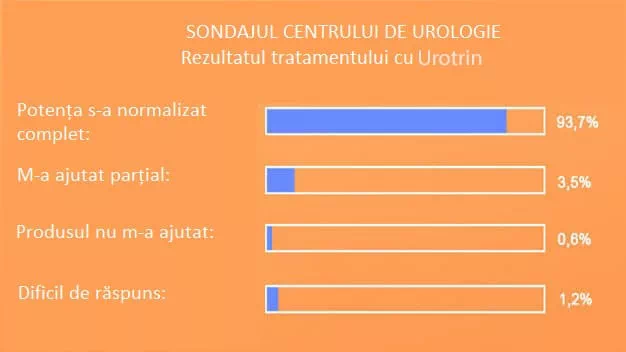 SONDAJUL CENTRULUI DE UROLOGIE
Rezultatul tratamentului cu Urotrin
Potența s-a normalizat
complet:
93,7%
M-a ajutat parțial:
3,5%
Produsul nu m-a ajutat:
0,6%
Dificil de răspuns:
1,2%